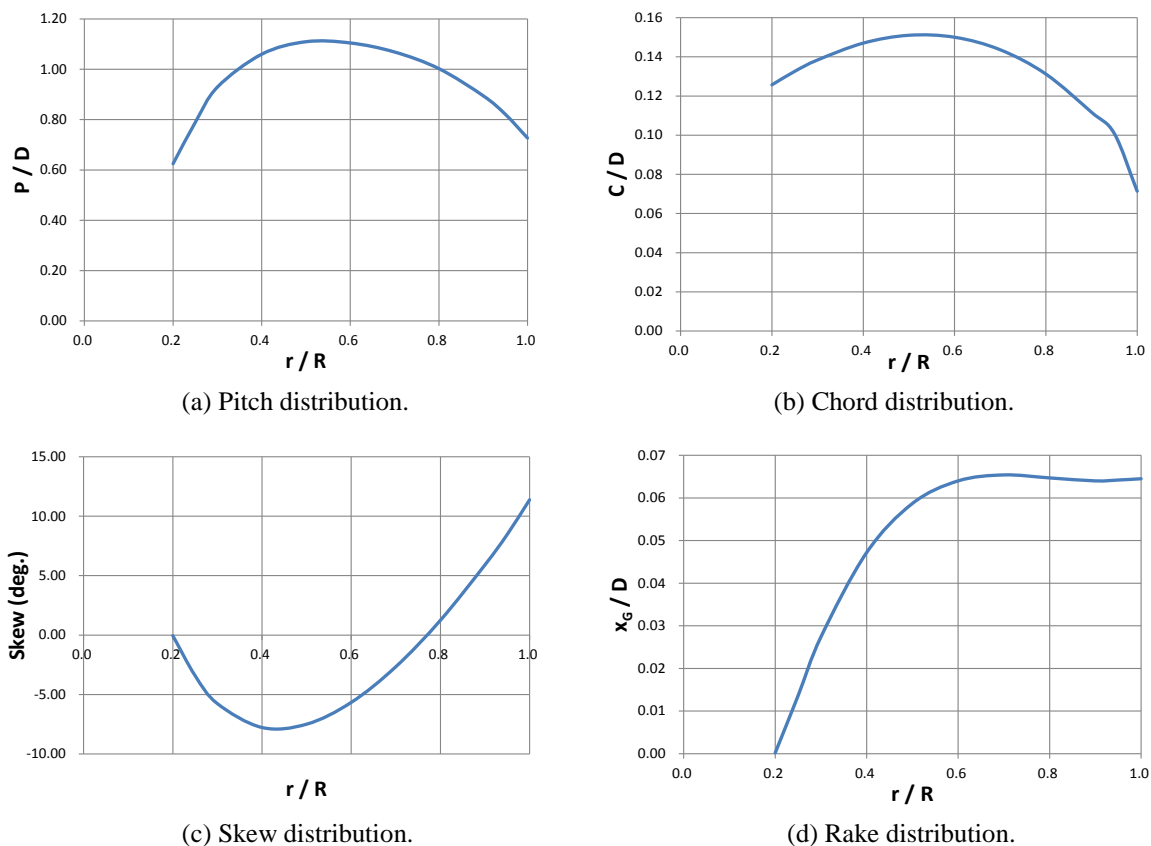 1.20
1.00
0.80
0.60
0.40
0.20
0.00
P / D
0.0 0.2 0.4 0.6 0.8 1.0
r / R
(a) Pitch distribution.
0.16
0.14
0.12
0.10
0.08
0.06
0.04
0.02
0.00
C / D
0.0 0.2 0.4 0.6 0.8 1.0
r / R
(b) Chord distribution.
15.00
10.00
5.00
0.00
-5.00
-10.00
Skew (deg.)
0.0 0.2 0.4 0.6 0.8 1.0
r / R
(c) Skew distribution.
0.07
0.06
0.05
0.04
0.03
0.02
0.01
0.00
xG / D
0.0 0.2 0.4 0.6 0.8 1.0
r / R
(d) Rake distribution.